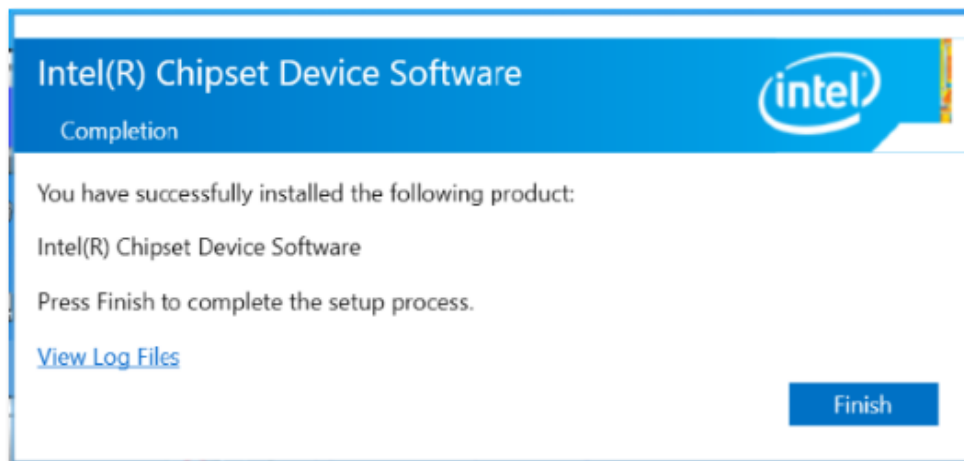 Intel(R) Chipset Device Software
intel
Completion
You have successfully installed the following product:
Intel(R) Chipset Device Software
Press Finish to complete the setup process.
View Log Files
Finish